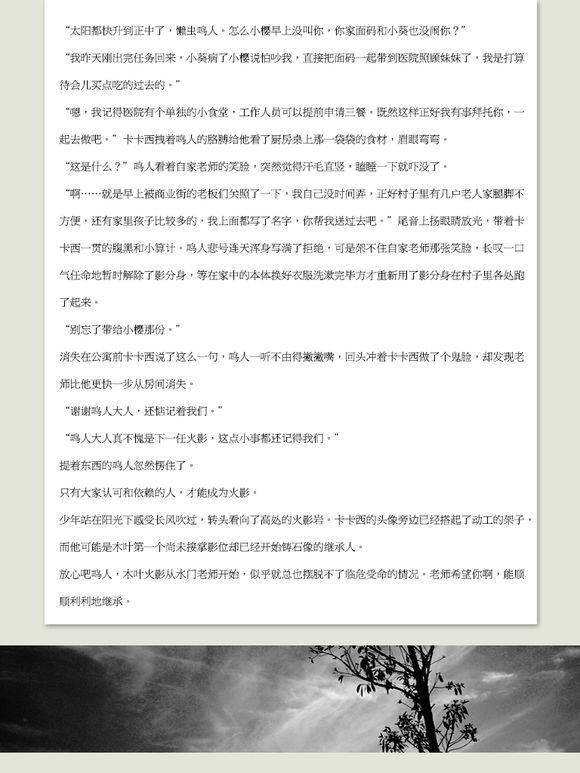 “太阳都快升到正中了，懒虫鸣人。怎么小樱早上没叫你，你家面码和小葵也没闹你？”
“我昨天刚出完任务回来，小葵病了小樱说怕吵我，直接把面码一起带到医院照顾妹妹了，我是打算
待会儿买点吃的过去的。”
“嗯，我记得医院有个单独的小食堂，工作人员可以提前申请三餐。既然这样正好我有事拜托你，一
起去做吧。”卡卡西拽着鸣人的胳膊给他看了厨房桌上那一袋袋的食材，眉眼弯弯。
“这是什么？”鸣人看着自家老师的笑脸，突然觉得汗毛直竖，瞌睡一下就吓没了。
“啊……就是早上被商业街的老板们关照了一下，我自己没时间弄，正好村子里有几户老人家腿脚不
方便，还有家里孩子比较多的，我上面都写了名字，你帮我送过去吧。”尾音上扬眼睛放光，带着卡
卡西一贯的腹黑和小算计。鸣人悲号连天浑身写满了拒绝，可是架不住自家老师那张笑脸，长叹一口
气任命地暂时解除了影分身，等在家中的本体换好衣服洗漱完毕方才重新用了影分身在村子里各处跑
了起来。
“别忘了带给小樱那份。”
消失在公寓前卡卡西说了这么一句，鸣人一听不由得撇撇嘴，回头冲着卡卡西做了个鬼脸，却发现老
师比他更快一步从房间消失。
“谢谢鸣人大人，还惦记着我们。”
“鸣人大人真不愧是下一任火影，这点小事都还记得我们。”
提着东西的鸣人忽然愣住了。
只有大家认可和依赖的人，才能成为火影。
少年站在阳光下感受长风吹过，转头看向了高处的火影岩。卡卡西的头像旁边已经搭起了动工的架子，
而他可能是木叶第一个尚未接掌影位却已经开始铸石像的继承人。
放心吧鸣人，木叶火影从水门老师开始，似乎就总也摆脱不了临危受命的情况。老师希望你啊，能顺
顺利利地继承。